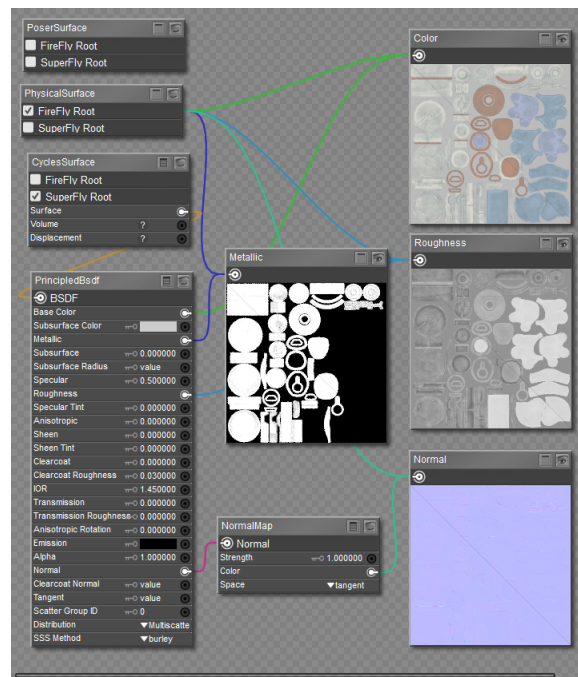 PoserSurface
FireFly Root
SuperFly Root
PhysicalSurface
FireFly Root
SuperFly Root
CyclesSurface
FireFly Root
SuperFly Root
Surface
Volume ?
Displacement ?
PrincipledBsdf
BSDF
Base Color
Subsurface Color
Metallic
Subsurface 0.000000
Subsurface Radius value
Specular 0.500000
Roughness
Specular Tint 0.000000
Anisotropic 0.000000
Sheen 0.000000
Sheen Tint 0.000000
Clearcoat 0.000000
Clearcoat Roughness 0.030000
IOR 1.450000
Transmission 0.000000
Transmission Roughness 0.000000
Anisotropic Rotation 0.000000
Emission
Alpha 1.000000
Normal
Clearcoat Normal value
Tangent value
Scatter Group ID 0
Distribution ▼Multiscatte
SSS Method ▼burley
Metallic
NormalMap
Normal
Strength 1.000000
Color
Space ▼tangent
Color
Roughness
Normal